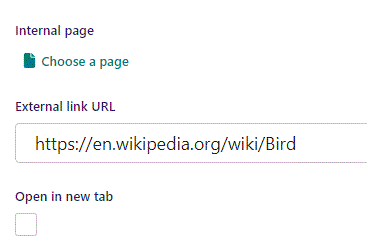 Internal page
Choose a page
External link URL
https://en.wikipedia.org/wiki/Bird
Open in new tab